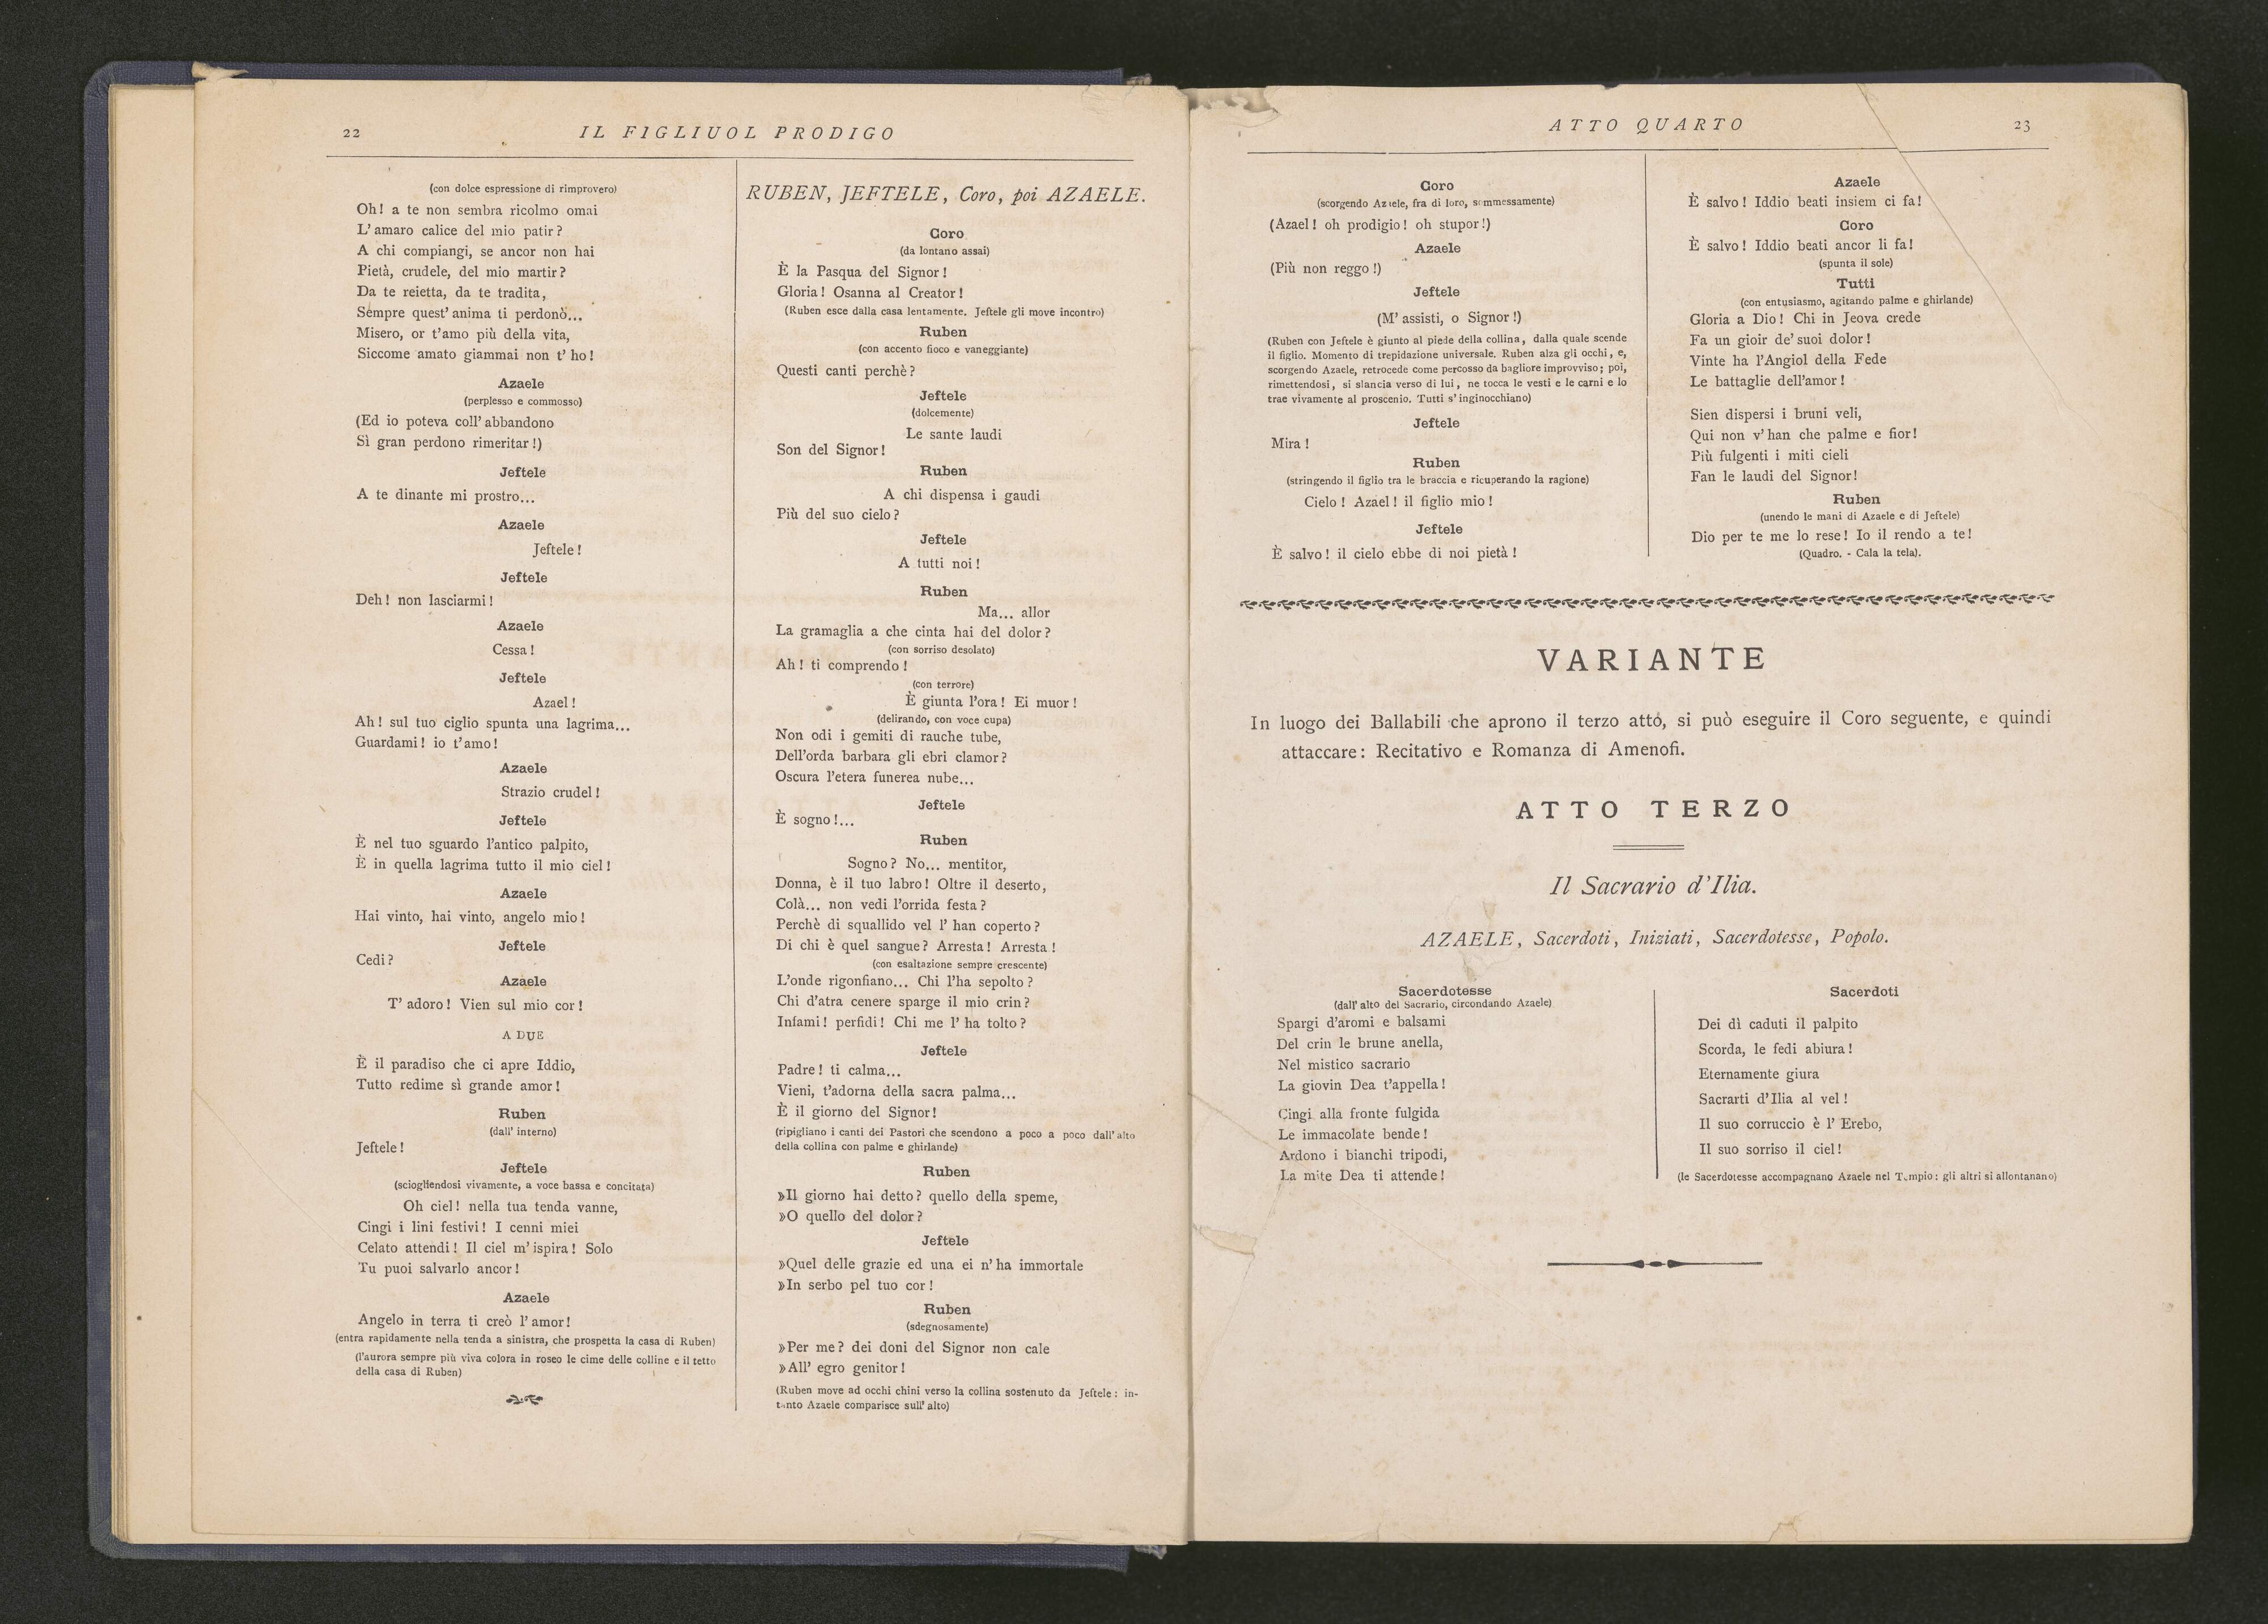 22
IL FIGLIUOL PRODIGO
(con dolce espressione di rimprovero)
Oh! a te non sembra ricolmo omai
L'amaro calice del mio patir?
A chi compiangi, se ancor non hai
Pietà, crudele, del mio martir?
Da te reietta, da te tradita,
Sempre quest'anima ti perdonò...
Misero, or t'amo più della vita,
Siccome amato giammai non t'ho!
Azaele
(perplesso e commosso)
(Ed io poteva coll'abbandono
Sì gran perdono rimeritar!)
Jeftele
A te dinante mi prostro...
Azaele
Jeftele!
Jeftele
Deh! non lasciarmi!
Azaele
Cessa!
Jeftele
Azael!
Ah! sul tuo ciglio spunta una lagrima...
Guardami! io t'amo!
Azaele
Strazio crudel!
Jeftele
È nel tuo sguardo l'antico palpito,
È in quella lagrima tutto il mio ciel!
Azaele
Hai vinto, hai vinto, angelo mio!
Jeftele
Cedi?
Azaele
T'adoro! Vien sul mio cor!
A DUE
È il paradiso che ci apre Iddio,
Tutto redime sì grande amor!
Ruben
(dall'interno)
Jeftele!
Jeftele
(sciogliendosi vivamente, a voce bassa e concitata)
Oh ciel! nella tua tenda vanne,
Cingi i lini festivi! I cenni miei
Celato attendi! Il ciel m'ispira! Solo
Tu puoi salvarlo ancor!
Azaele
Angelo in terra ti creò l'amor!
(entra rapidamente nella tenda a sinistra, che prospetta la casa di Ruben)
(l'aurora sempre più viva colora in roseo le cime delle colline e il tetto
della casa di Ruben)
RUBEN, JEFTELE, Coro, poi AZAELE.
Coro
(da lontano assai)
È la Pasqua del Signor!
Gloria! Osanna al Creator!
(Ruben esce dalla casa lentamente. Jeftele gli move incontro)
Ruben
(con accento fioco e vaneggiante)
Questi canti perchè?
Jeftele
(dolcemente)
Le sante laudi
Son del Signor!
Ruben
A chi dispensa i gaudi
Più del suo cielo?
Jeftele
A tutti noi!
Ruben
Ma... allor
La gramaglia a che cinta hai del dolor?
(con sorriso desolato)
Ah! ti comprendo!
(con terrore)
È giunta l'ora! Ei muor!
(delirando, con voce cupa)
Non odi i gemiti di rauche tube,
Dell'orda barbara gli ebri clamor?
Oscura l'etera funerea nube...
Jeftele
È sogno!...
Ruben
Sogno? No... mentitor,
Donna, è il tuo labro! Oltre il deserto,
Colà... non vedi l'orrida festa?
Perchè di squallido vel l'han coperto?
Di chi è quel sangue? Arresta! Arresta!
(con esaltazione sempre crescente)
L'onde rigonfiano... Chi l'ha sepolto?
Chi d'atra cenere sparge il mio crin?
Infami! perfidi! Chi me l'ha tolto?
Jeftele
Padre! ti calma...
Vieni, t'adorna della sacra palma...
È il giorno del Signor!
(ripigliano i canti dei Pastori che scendono a poco a poco dall'alto
della collina con palme e ghirlande)
Ruben
»Il giorno hai detto? quello della speme,
»O quello del dolor?
Jeftele
»Quel delle grazie ed una ei n'ha immortale
»In serbo pel tuo cor!
Ruben
(sdegnosamente)
»Per me? dei doni del Signor non cale
»All'egro genitor!
(Ruben move ad occhi chini verso la collina sostenuto da Jeftele: in-
tanto Azaele comparisce sull'alto)
ATTO QUARTO
23
Coro
(scorgendo Azaele, fra di loro, sommessamente)
(Azael! oh prodigio! oh stupor!)
Azaele
(Più non reggo!)
Jeftele
(M'assisti, o Signor!)
(Ruben con Jeftele è giunto al piede della collina, dalla quale scende
il figlio. Momento di trepidazione universale. Ruben alza gli occhi, e,
scorgendo Azaele, retrocede come percosso da bagliore improvviso; poi,
rimettendosi, si slancia verso di lui, ne tocca le vesti e le carni e lo
trae vivamente al proscenio. Tutti s'inginocchiano)
Jeftele
Mira!
Ruben
(stringendo il figlio tra le braccia e ricuperando la ragione)
Cielo! Azael! il figlio mio!
Jeftele
È salvo! il cielo ebbe di noi pietà!
Azaele
È salvo! Iddio beati insiem ci fa!
Coro
È salvo! Iddio beati ancor li fa!
(spunta il sole)
Tutti
(con entusiasmo, agitando palme e ghirlande)
Gloria a Dio! Chi in Jeova crede
Fa un gioir de'suoi dolor!
Vinte ha l'Angiol della Fede
Le battaglie dell'amor!
Sien dispersi i bruni veli,
Qui non v'han che palme e fior!
Più fulgenti i miti cieli
Fan le laudi del Signor!
Ruben
(unendo le mani di Azaele e di Jeftele)
Dio per te me lo rese! Io il rendo a te!
(Quadro. - Cala la tela).
VARIANTE
In luogo dei Ballabili che aprono il terzo atto, si può eseguire il Coro seguente, e quindi
attaccare: Recitativo e Romanza di Amenofi.
ATTO TERZO
Il Sacrario d'Ilia.
AZAELE, Sacerdoti, Iniziati, Sacerdotesse, Popolo.
Sacerdotesse
(dall'alto del Sacrario, circondando Azaele)
Spargi d'aromi e balsami
Del crin le brune anella,
Nel mistico sacrario
La giovin Dea t'appella!
Cingi alla fronte fulgida
Le immacolate bende!
Ardono i bianchi tripodi,
La mite Dea ti attende!
Sacerdoti
Dei dì caduti il palpito
Scorda, le fedi abiura!
Eternamente giura
Sacrarti d'Ilia al vel!
Il suo corruccio è l'Erebo,
Il suo sorriso il ciel!
(le Sacerdotesse accompagnano Azaele nel Tempio: gli altri si allontanano)